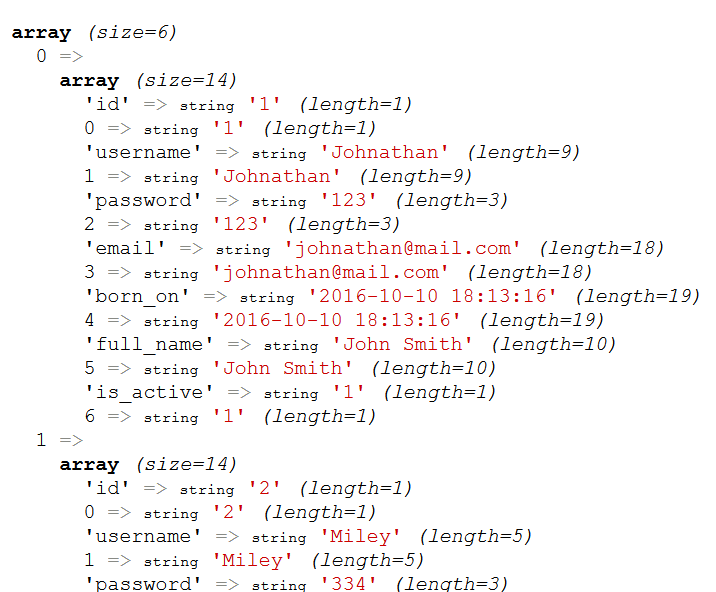 array (size=6)
0 =>
array (size=14)
'id' => string '1' (length=1)
0 => string '1' (length=1)
'username' => string 'Johnathan' (length=9)
1 => string 'Johnathan' (length=9)
'password' => string '123' (length=3)
2 => string '123' (length=3)
'email' => string 'johnathan@mail.com' (length=18)
3 => string 'johnathan@mail.com' (length=18)
'born_on' => string '2016-10-10 18:13:16' (length=19)
4 => string '2016-10-10 18:13:16' (length=19)
'full_name' => string 'John Smith' (length=10)
5 => string 'John Smith' (length=10)
'is_active' => string '1' (length=1)
6 => string '1' (length=1)
1 =>
array (size=14)
'id' => string '2' (length=1)
0 => string '2' (length=1)
'username' => string 'Miley' (length=5)
1 => string 'Miley' (length=5)
'password' => string '334' (length=3)